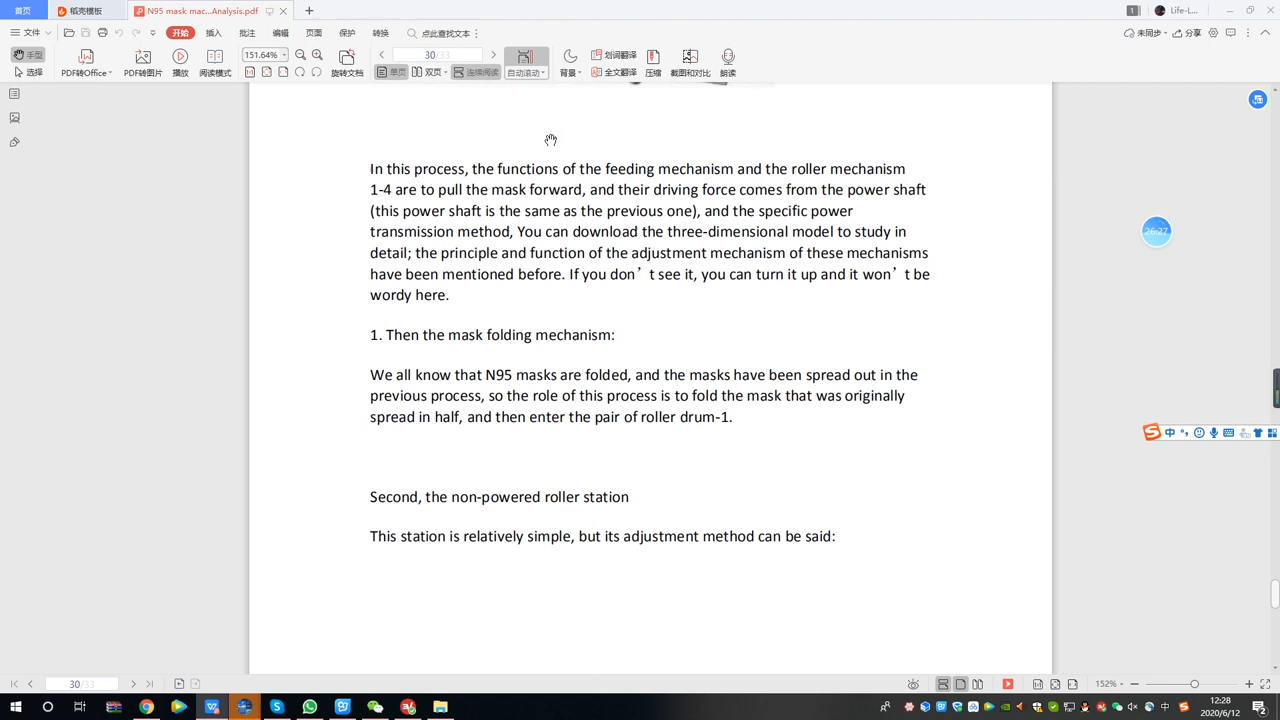 首页
稻壳模板
N95 mask mac...Analysis.pdf
1
Life-L...
文件
开始
插入
批注
编辑
页面
保护
转换
点此查找文本
未同步
分享
手型
选择
PDF转Office
PDF转图片
播放
阅读模式
151.64%
旋转文档
30/33
单页
双页
连续阅读
自动滚动
背景
划词翻译
全文翻译
压缩
截图和对比
朗读
In this process, the functions of the feeding mechanism and the roller mechanism
1-4 are to pull the mask forward, and their driving force comes from the power shaft
(this power shaft is the same as the previous one), and the specific power
transmission method, You can download the three-dimensional model to study in
detail; the principle and function of the adjustment mechanism of these mechanisms
have been mentioned before. If you don’t see it, you can turn it up and it won’t be
wordy here.
1. Then the mask folding mechanism:
We all know that N95 masks are folded, and the masks have been spread out in the
previous process, so the role of this process is to fold the mask that was originally
spread in half, and then enter the pair of roller drum-1.
Second, the non-powered roller station
This station is relatively simple, but its adjustment method can be said:
26:27
中
30/33
152%
中
12:28
2020/6/12
2